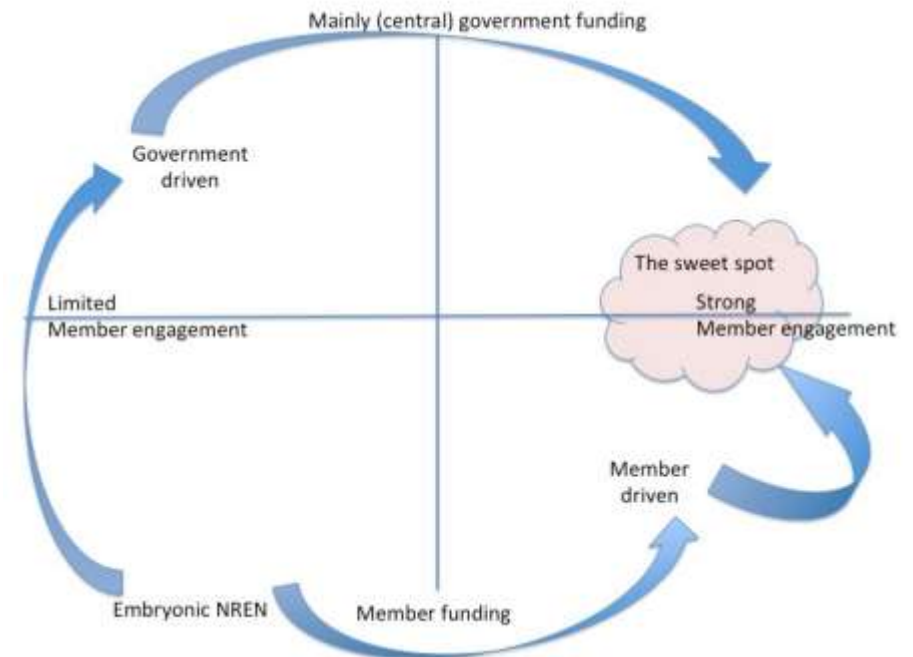 Mainly (central) government funding
Government
driven
The sweet spot
Limited
Member engagement
Strong
Member engagement
Member
driven
Embryonic NREN
Member funding